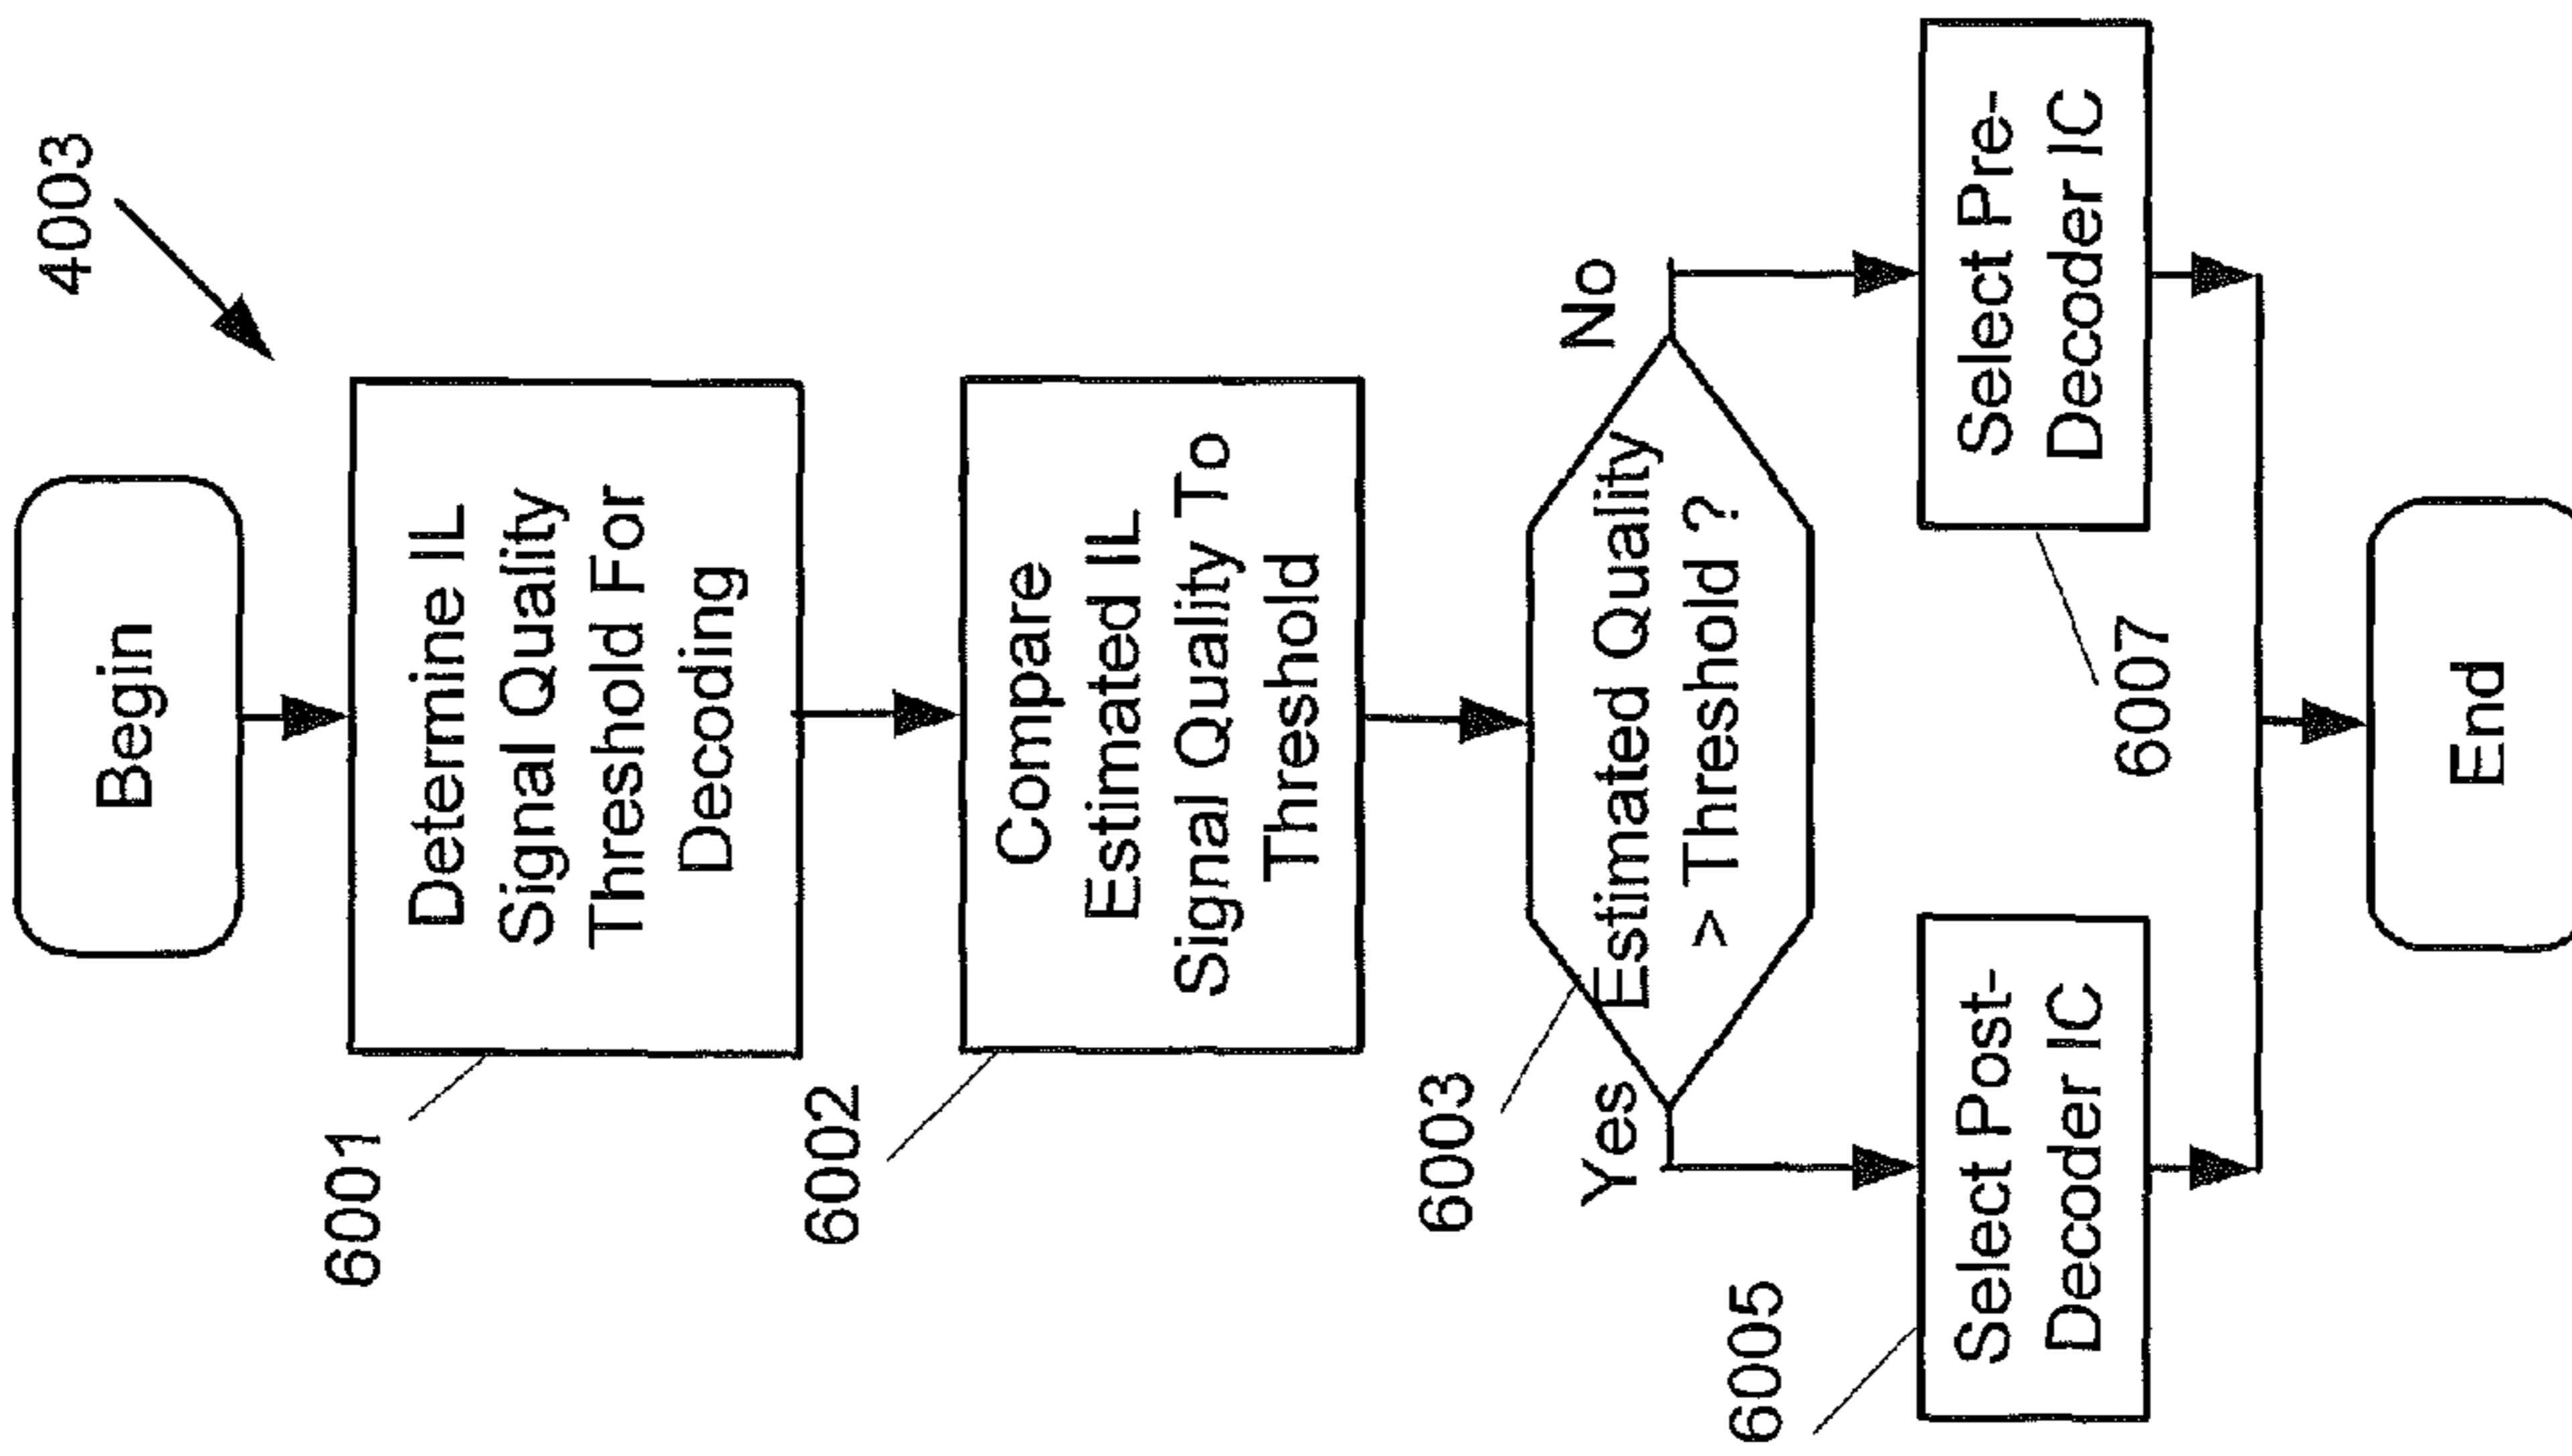 4003
Begin
Determine IL
Signal Quality
Threshold For
Decoding
6001
Compare
Estimated IL
Signal Quality To
Threshold
6002
Estimated Quality
> Threshold ?
6003
Yes
No
Select Post-
Decoder IC
6005
Select Pre-
Decoder IC
6007
End